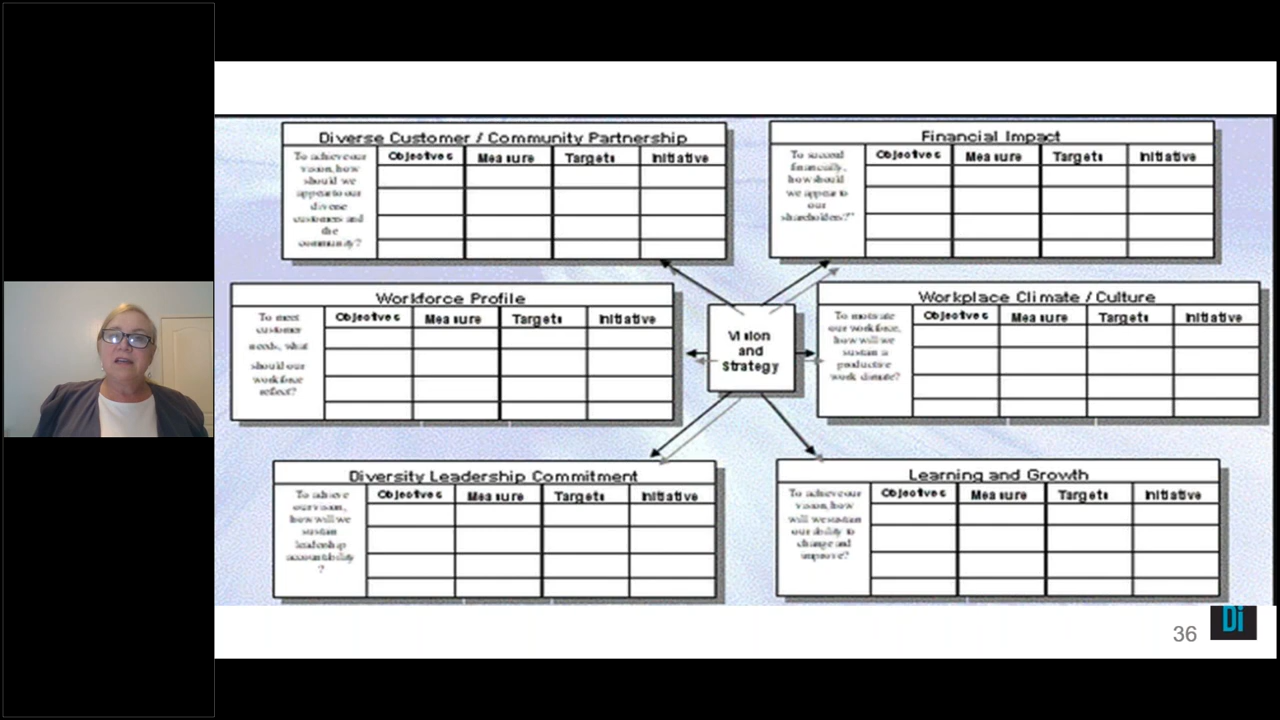 Diverse Customer / Community Partnership
To achieve our
vision, how
should we
appear to our
diverse
customers and
the
community?
Objectives Measure Targets Initiative
Financial Impact
To succeed
financially,
how should
we appear to
our
shareholders?"
Objectives Measure Targets Initiative
Workforce Profile
To meet
customer
needs, what
should our
workforce
reflect?
Objectives Measure Targets Initiative
Vision
and
Strategy
Workplace Climate / Culture
To motivate
our workforce,
how will we
sustain a
productive
work climate?
Objectives Measure Targets Initiative
Diversity Leadership Commitment
To achieve
our vision,
how will we
sustain
leadership
accountability
?
Objectives Measure Targets Initiative
Learning and Growth
To achieve our
vision, how
will we sustain
our ability to
change and
improve?
Objectives Measure Targets Initiative
36
Di